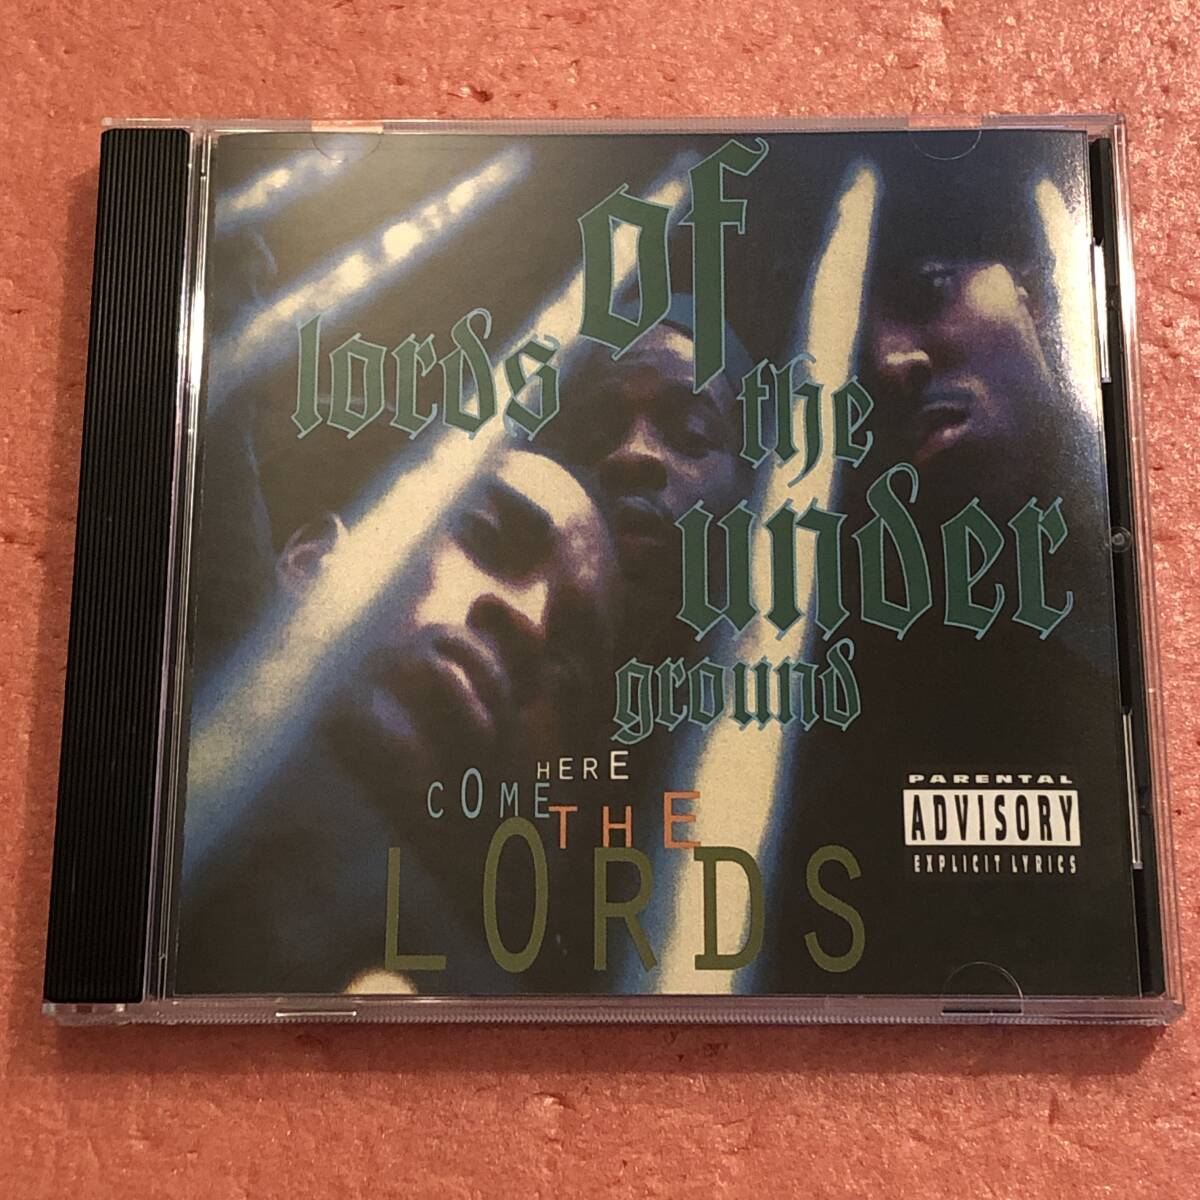 lords of
the
under
ground
HERE
COME
THE
LORDS
PARENTAL
ADVISORY
EXPLICIT LYRICS